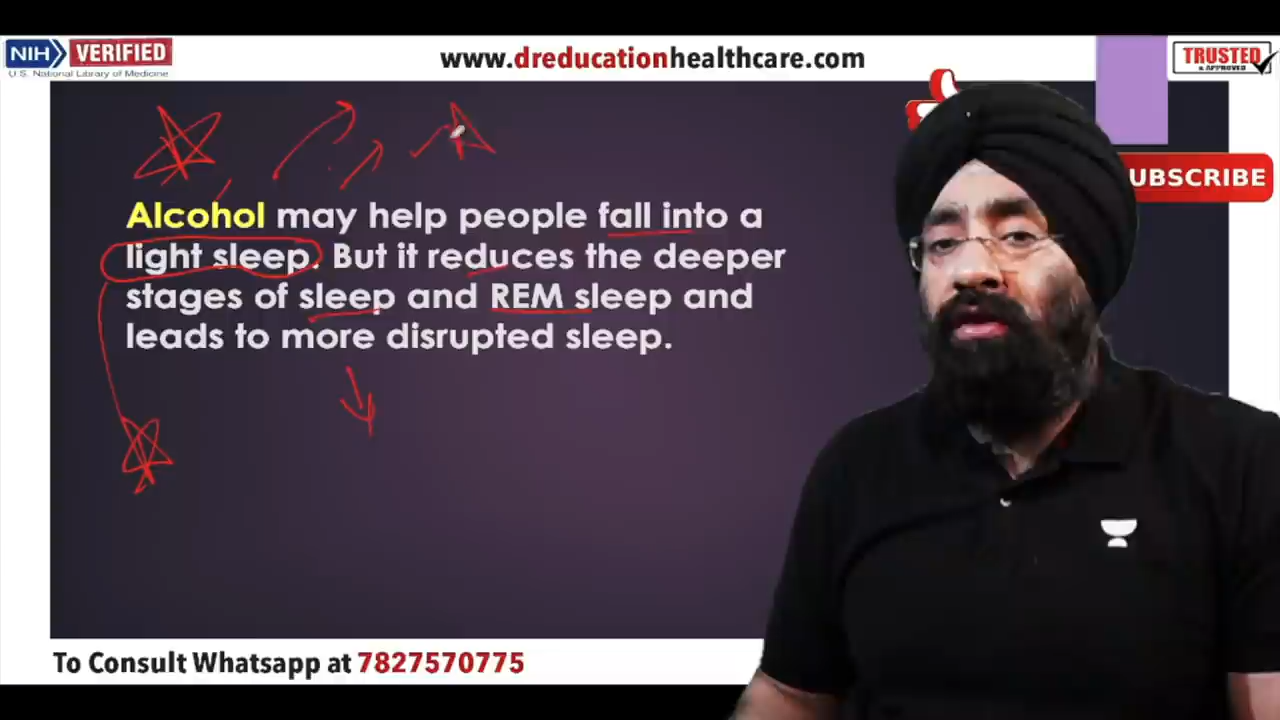 NIH VERIFIED
U.S. National Library of Medicine
www.dreducationhealthcare.com
TRUSTED
& APPROVED
UBSCRIBE
Alcohol may help people fall into a
light sleep. But it reduces the deeper
stages of sleep and REM sleep and
leads to more disrupted sleep.
To Consult Whatsapp at 7827570775